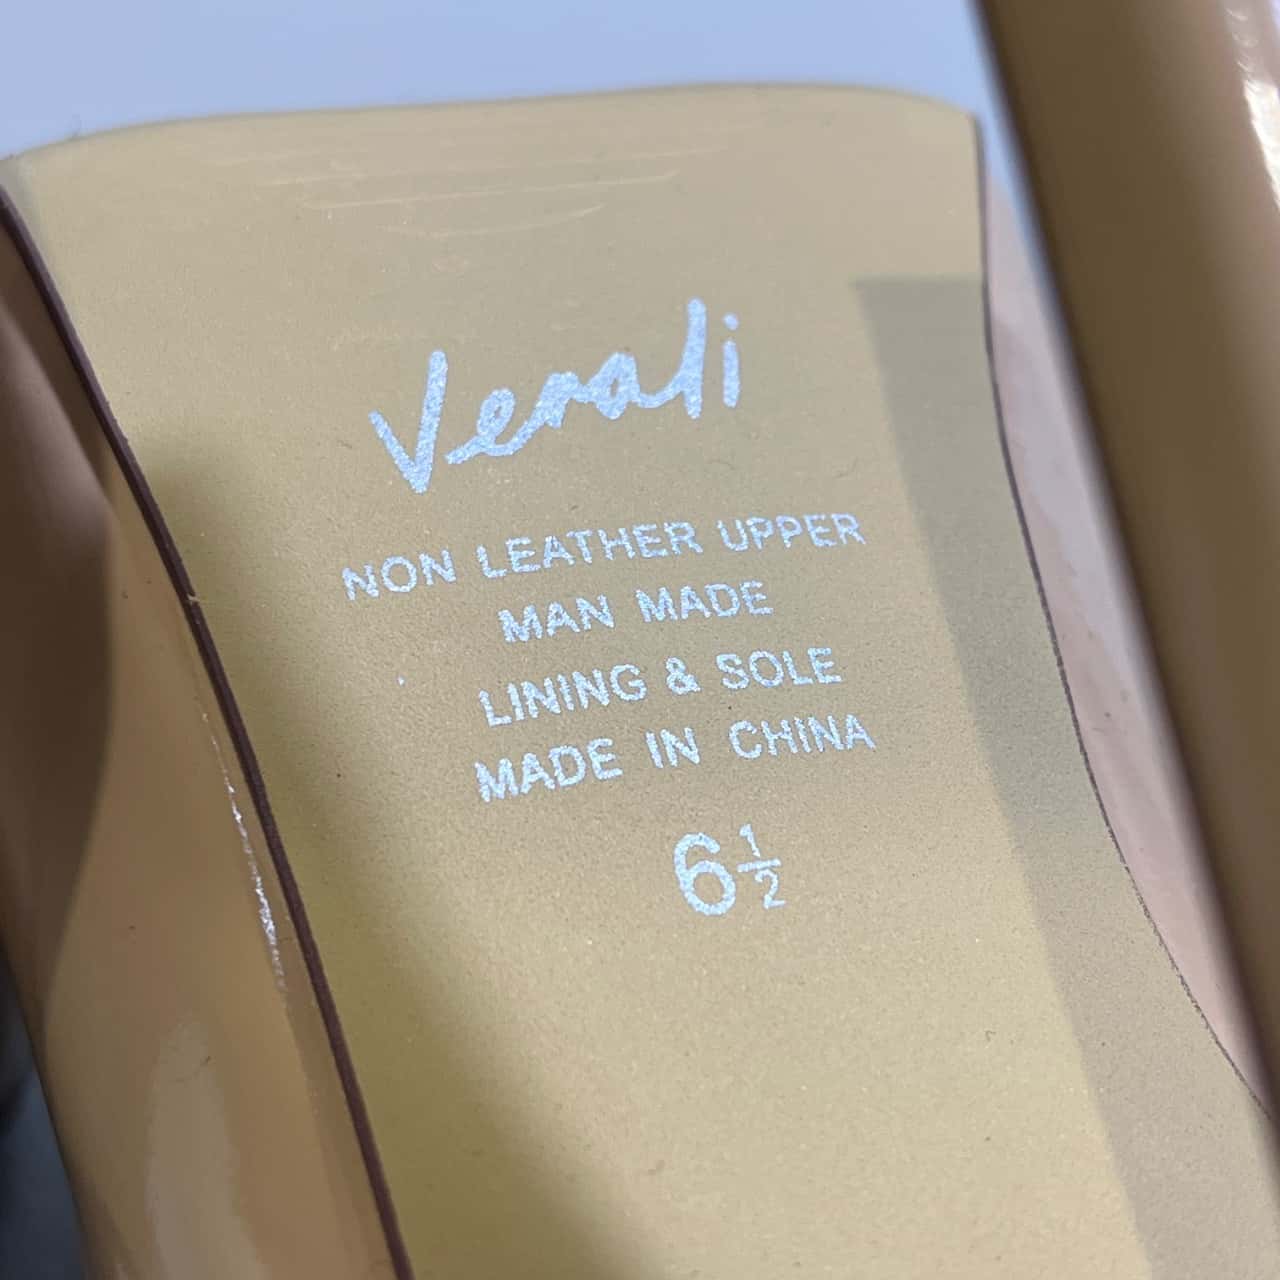 Verali
NON LEATHER UPPER
MAN MADE
LINING & SOLE
MADE IN CHINA
6½